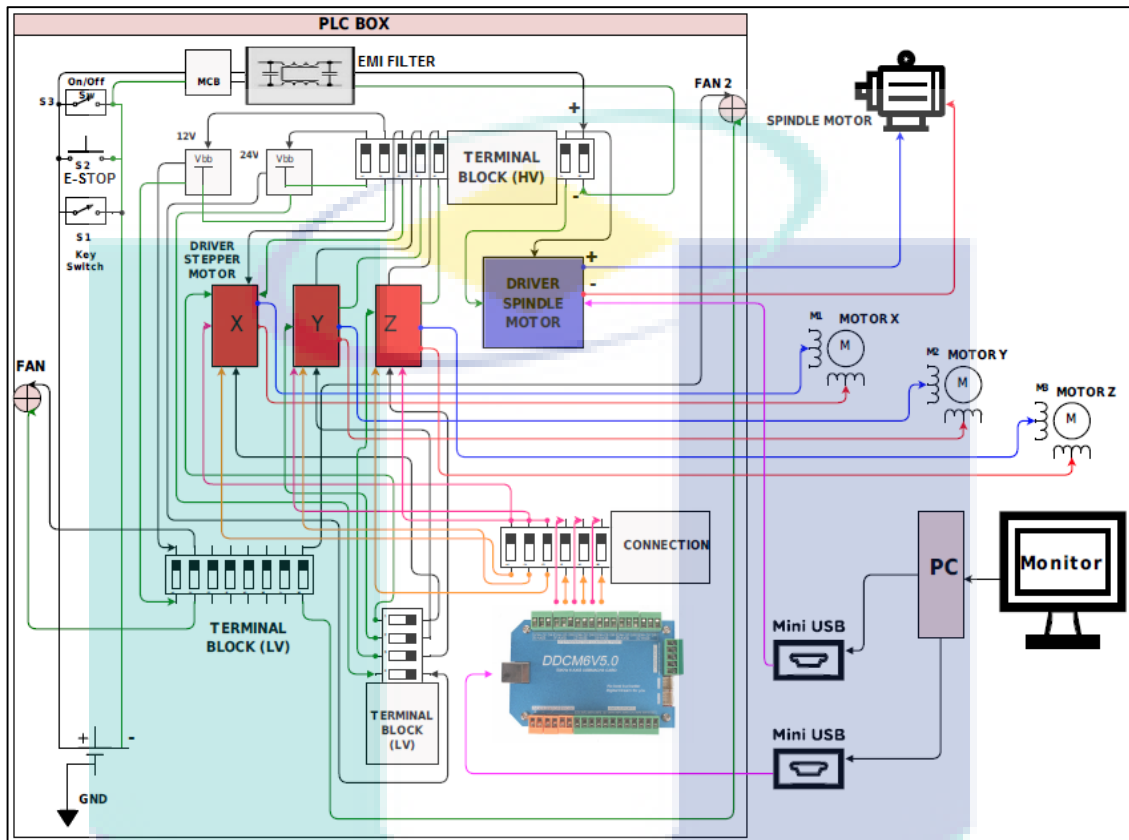 PLC BOX
EMI FILTER
MCB
On/Off
Sw
S3
FAN 2
+
SPINDLE MOTOR
12V
Vbb
24V
Vbb
S2
E-STOP
TERMINAL
BLOCK (HV)
-
S1
Key
Switch
DRIVER
STEPPER
MOTOR
+
-
DRIVER
SPINDLE
MOTOR
X
Y
Z
M1
MOTOR X
M
M2
MOTOR Y
M
M3
MOTOR Z
M
FAN
CONNECTION
PC
Monitor
TERMINAL
BLOCK (LV)
Mini USB
DDCM6V5.0
TERMINAL
BLOCK
(LV)
Mini USB
+
-
GND